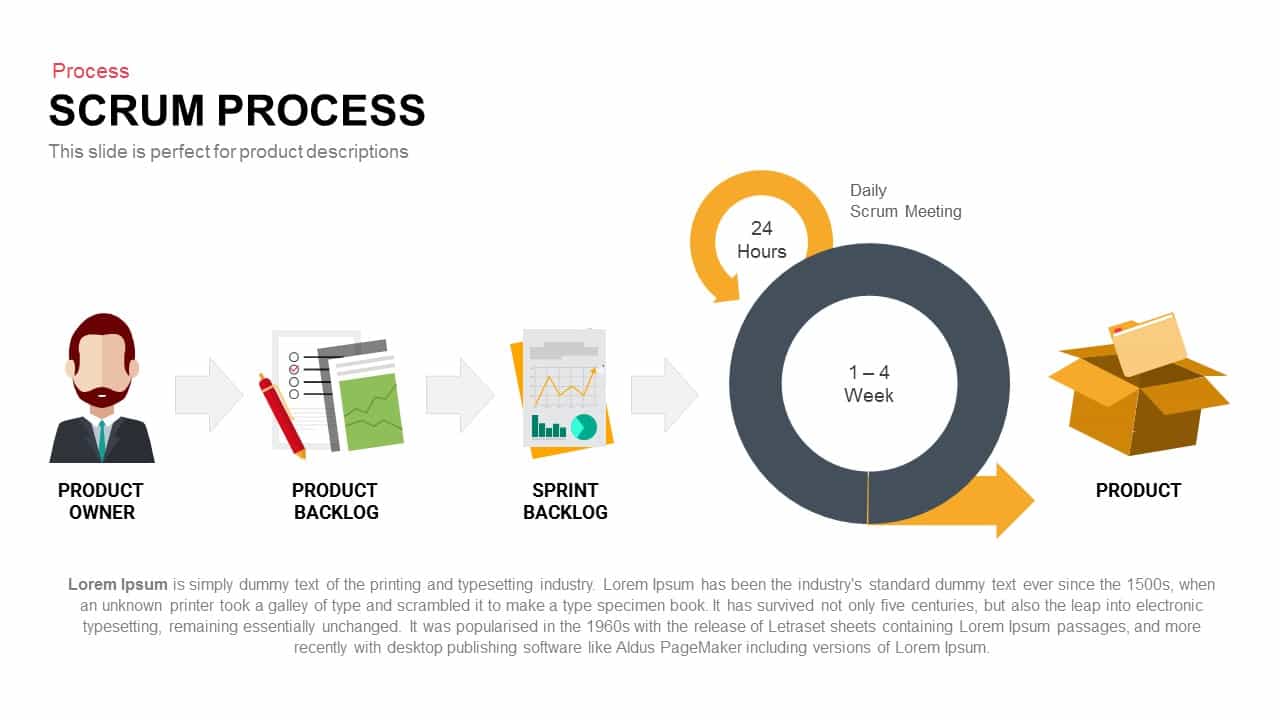 Process
SCRUM PROCESS
This slide is perfect for product descriptions
Daily
Scrum Meeting
24
Hours
1 – 4
Week
PRODUCT
OWNER
PRODUCT
BACKLOG
SPRINT
BACKLOG
PRODUCT
Lorem Ipsum is simply dummy text of the printing and typesetting industry. Lorem Ipsum has been the industry's standard dummy text ever since the 1500s, when
an unknown printer took a galley of type and scrambled it to make a type specimen book. It has survived not only five centuries, but also the leap into electronic
typesetting, remaining essentially unchanged. It was popularised in the 1960s with the release of Letraset sheets containing Lorem Ipsum passages, and more
recently with desktop publishing software like Aldus PageMaker including versions of Lorem Ipsum.